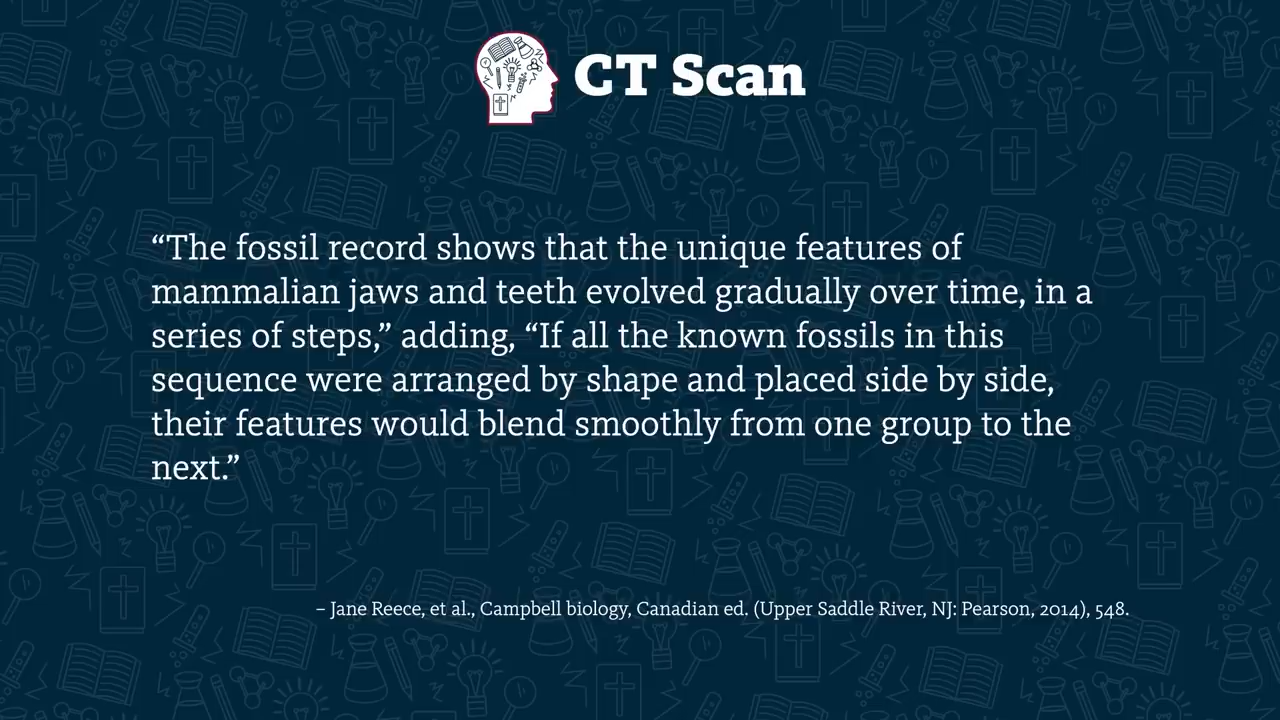 CT Scan
“The fossil record shows that the unique features of
mammalian jaws and teeth evolved gradually over time, in a
series of steps,” adding, “If all the known fossils in this
sequence were arranged by shape and placed side by side,
their features would blend smoothly from one group to the
next.”
– Jane Reece, et al., Campbell biology, Canadian ed. (Upper Saddle River, NJ: Pearson, 2014), 548.